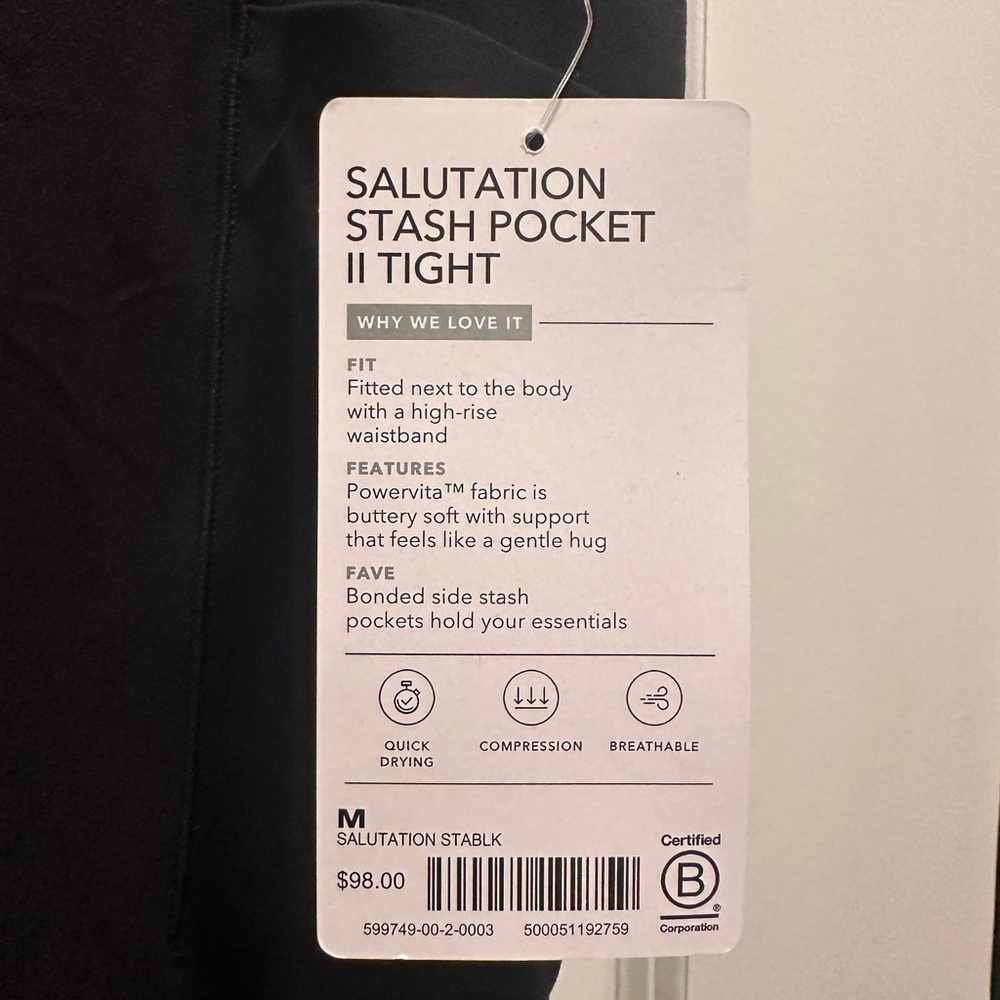 SALUTATION
STASH POCKET
II TIGHT
WHY WE LOVE IT
FIT
Fitted next to the body
with a high-rise
waistband
FEATURES
Powervita™ fabric is
buttery soft with support
that feels like a gentle hug
FAVE
Bonded side stash
pockets hold your essentials
QUICK
DRYING
COMPRESSION
BREATHABLE
M
SALUTATION STABLK
$98.00
599749-00-2-0003 500051192759
Certified
B
®
Corporation